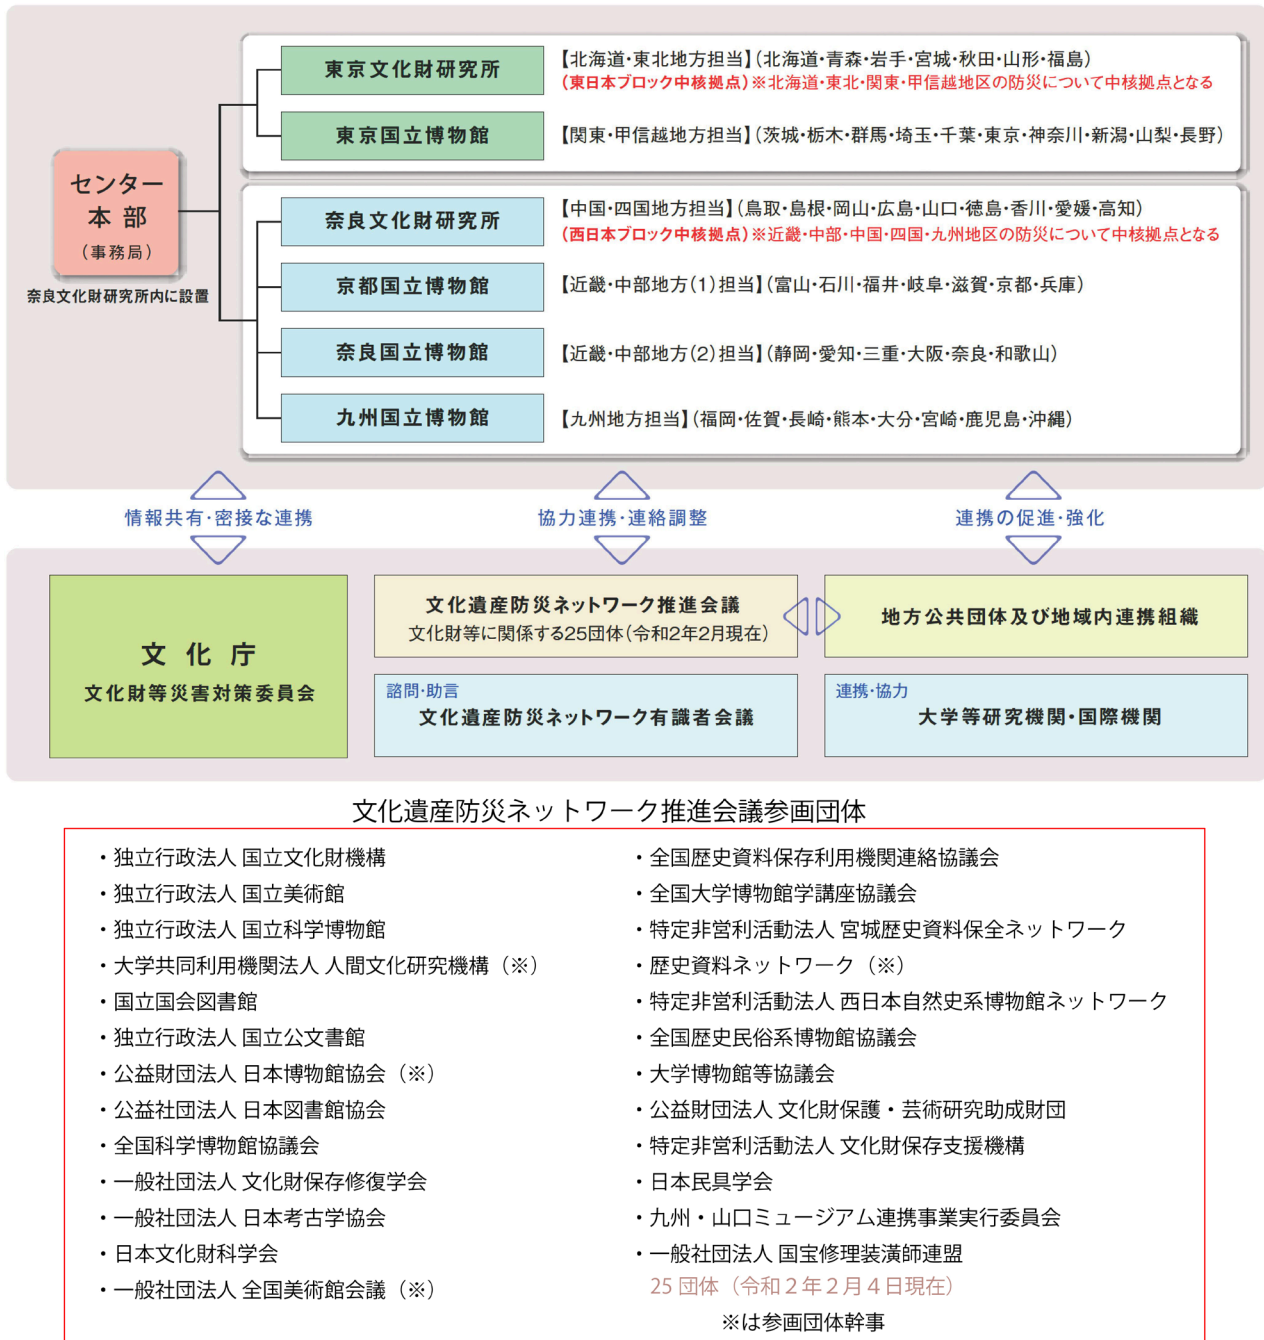 東京文化財研究所
【北海道・東北地方担当】(北海道・青森・岩手・宮城・秋田・山形・福島)
(東日本ブロック中核拠点)※北海道・東北・関東・甲信越地区の防災について中核拠点となる
東京国立博物館
【関東・甲信越地方担当】(茨城・栃木・群馬・埼玉・千葉・東京・神奈川・新潟・山梨・長野)
センター
本部
(事務局)
奈良文化財研究所内に設置
奈良文化財研究所
【中国・四国地方担当】(鳥取・島根・岡山・広島・山口・徳島・香川・愛媛・高知)
(西日本ブロック中核拠点)※近畿・中部・中国・四国・九州地区の防災について中核拠点となる
京都国立博物館
【近畿・中部地方(1)担当】(富山・石川・福井・岐阜・滋賀・京都・兵庫)
奈良国立博物館
【近畿・中部地方(2)担当】(静岡・愛知・三重・大阪・奈良・和歌山)
九州国立博物館
【九州地方担当】(福岡・佐賀・長崎・熊本・大分・宮崎・鹿児島・沖縄)
情報共有・密接な連携
協力連携・連絡調整
連携の促進・強化
文化庁
文化財等災害対策委員会
文化遺産防災ネットワーク推進会議
文化財等に関係する25団体(令和2年2月現在)
地方公共団体及び地域内連携組織
諮問・助言
文化遺産防災ネットワーク有識者会議
連携・協力
大学等研究機関・国際機関
文化遺産防災ネットワーク推進会議参画団体
・独立行政法人 国立文化財機構
・独立行政法人 国立美術館
・独立行政法人 国立科学博物館
・大学共同利用機関法人 人間文化研究機構(※)
・国立国会図書館
・独立行政法人 国立公文書館
・公益財団法人 日本博物館協会(※)
・公益社団法人 日本図書館協会
・全国科学博物館協議会
・一般社団法人 文化財保存修復学会
・一般社団法人 日本考古学協会
・日本文化財科学会
・一般社団法人 全国美術館会議(※)
・全国歴史資料保存利用機関連絡協議会
・全国大学博物館学講座協議会
・特定非営利活動法人 宮城歴史資料保全ネットワーク
・歴史資料ネットワーク(※)
・特定非営利活動法人 西日本自然史系博物館ネットワーク
・全国歴史民俗系博物館協議会
・大学博物館等協議会
・公益財団法人 文化財保護・芸術研究助成財団
・特定非営利活動法人 文化財保存支援機構
・日本民具学会
・九州・山口ミュージアム連携事業実行委員会
・一般社団法人 国宝修理装潢師連盟
25団体(令和2年2月4日現在)
※は参画団体幹事